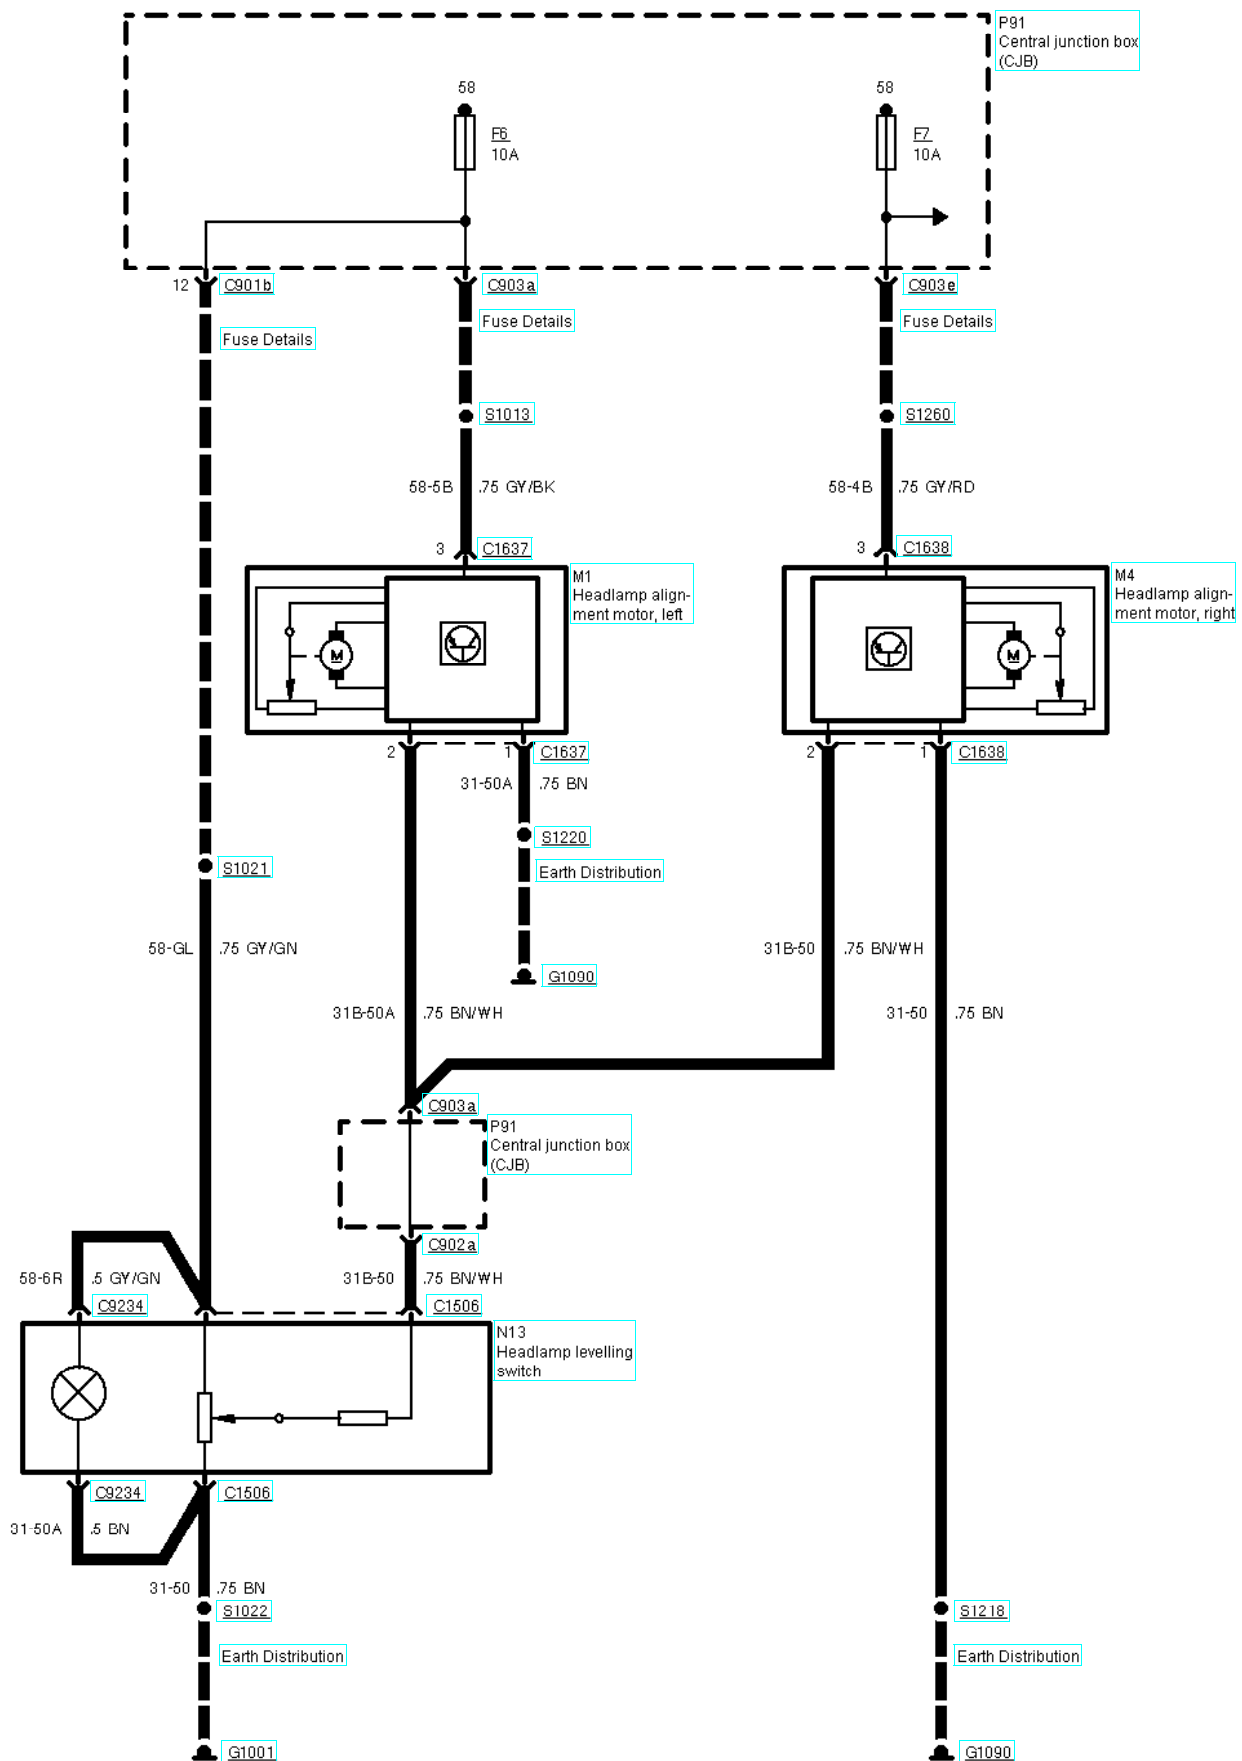 P91
Central junction box
(CJB)
58
58
F6
10A
F7
10A
12
C901b
C903a
C903e
Fuse Details
Fuse Details
Fuse Details
S1013
S1260
58-5B
.75 GY/BK
58-4B
.75 GY/RD
3
C1637
3
C1638
M1
Headlamp align-
ment motor, left
M4
Headlamp align-
ment motor, right
M
M
2
1
C1637
2
1
C1638
31-50A
.75 BN
S1220
Earth Distribution
S1021
58-GL
.75 GY/GN
31B-50
.75 BN/WH
G1090
31B-50A
.75 BN/WH
31-50
.75 BN
C903a
P91
Central junction box
(CJB)
C902a
58-6R
.5 GY/GN
31B-50
.75 BN/WH
C9234
C1506
N13
Headlamp levelling
switch
C9234
C1506
31-50A
.5 BN
31-50
.75 BN
S1022
S1218
Earth Distribution
Earth Distribution
G1001
G1090